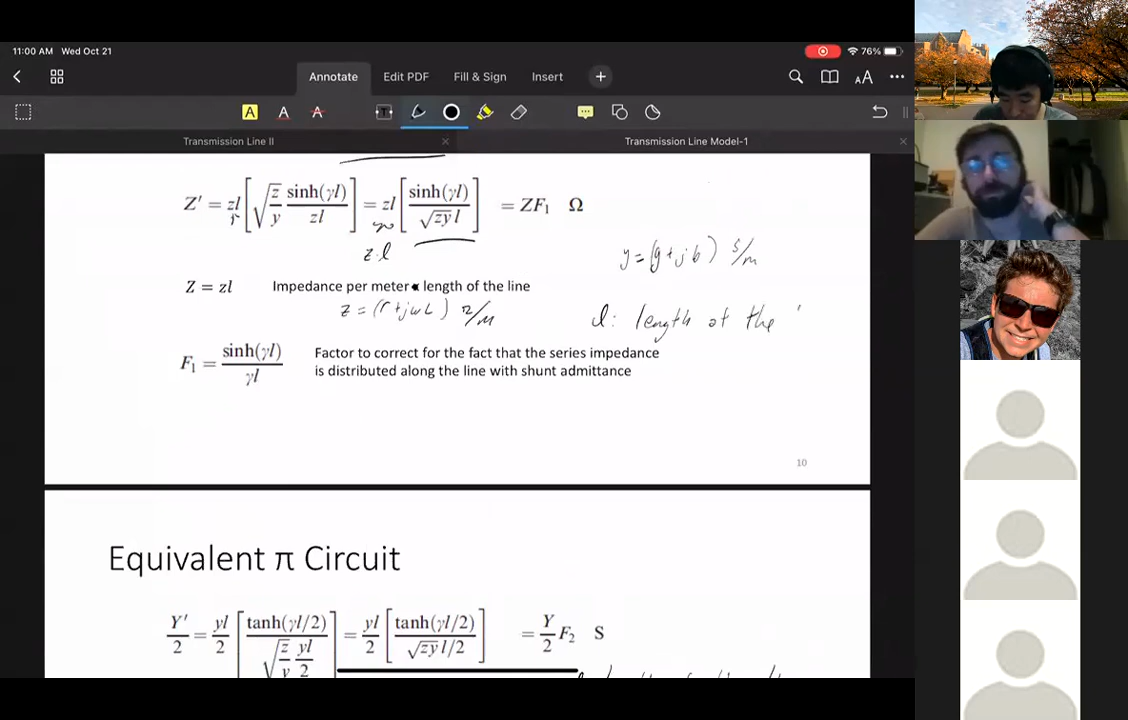 11:00 AM Wed Oct 21
76%
Annotate Edit PDF Fill & Sign Insert
Transmission Line II
Transmission Line Model-1
Z' = zl [ √(z/y) sinh(γl)/zl ] = zl [ sinh(γl)/√(zy) l ] = ZF₁ Ω
z·l
y = (g + jb) S/m
Z = zl Impedance per meter length of the line
z = (r + jωL) Ω/m
l: length of the
F₁ = sinh(γl)/γl Factor to correct for the fact that the series impedance
is distributed along the line with shunt admittance
10
Equivalent π Circuit
Y'/2 = yl/2 [ tanh(γl/2)/√(z/y) yl/2 ] = yl/2 [ tanh(γl/2)/√(zy) l/2 ] = Y/2 F₂ S